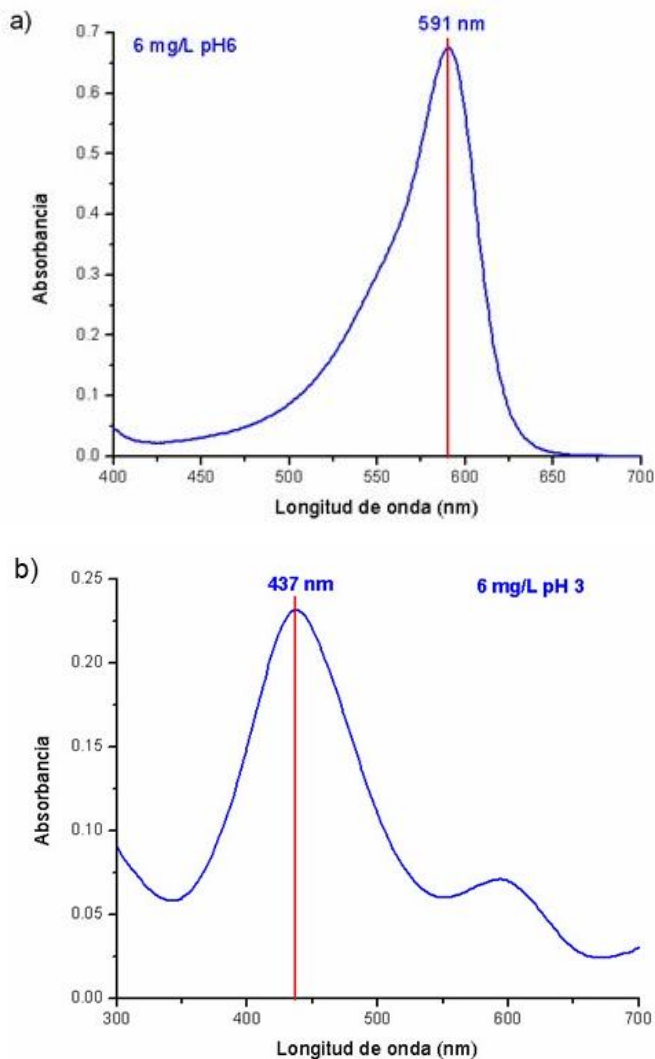 a)
591 nm
6 mg/L pH6
0.7
0.6
0.5
0.4
0.3
0.2
0.1
0.0
Absorbancia
400 450 500 550 600 650 700
Longitud de onda (nm)
b)
437 nm
6 mg/L pH 3
0.25
0.20
0.15
0.10
0.05
0.00
Absorbancia
300 400 500 600 700
Longitud de onda (nm)